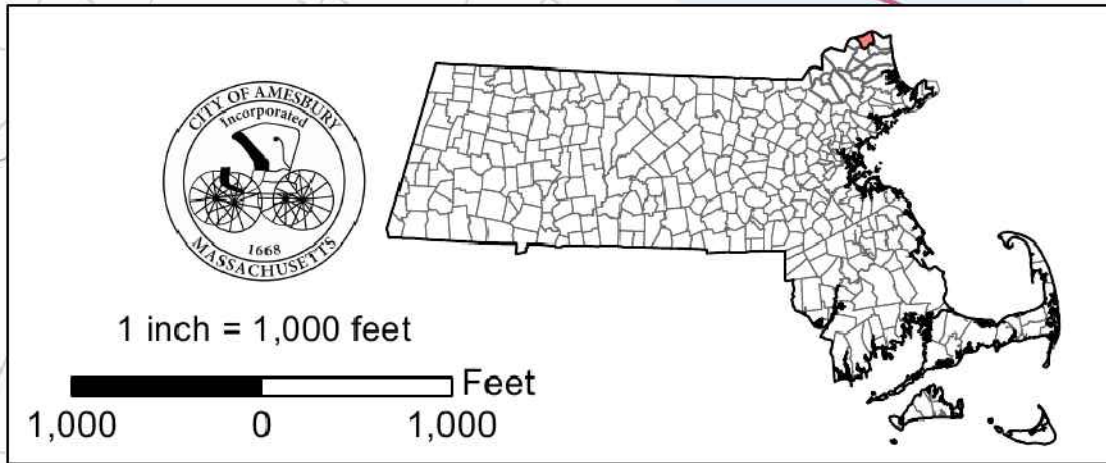 CITY OF AMESBURY
Incorporated
1668
MASSACHUSETTS
1 inch = 1,000 feet
Feet
1,000 0 1,000